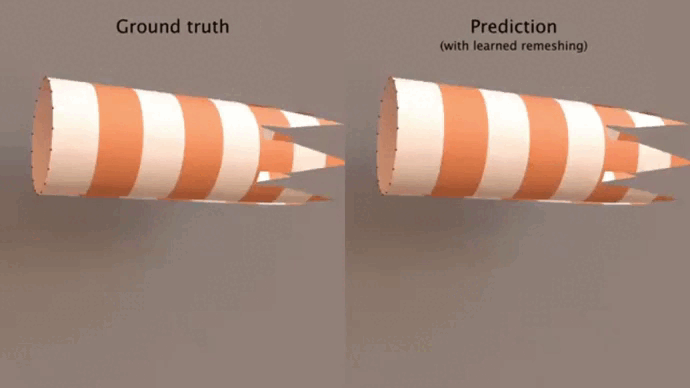 Ground truth
Prediction
(with learned remeshing)